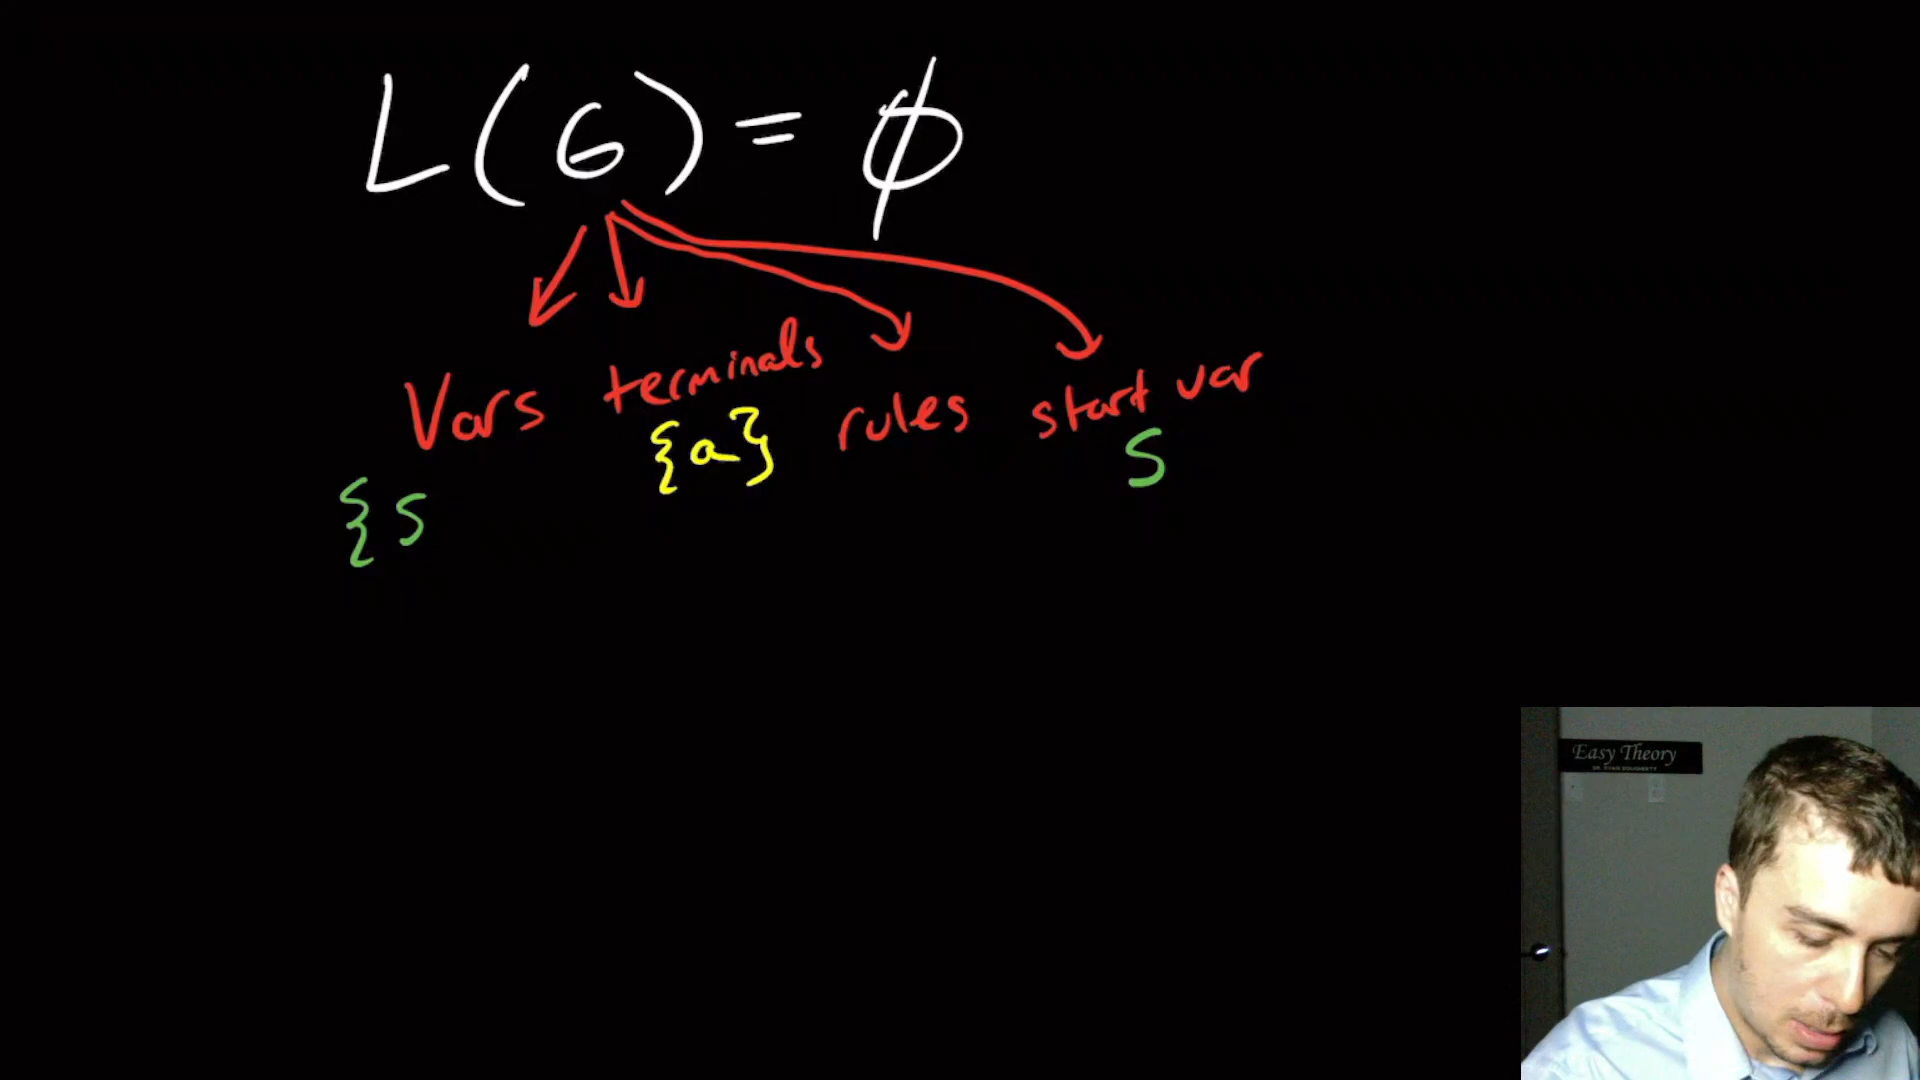 L(G) = ϕ
Vars terminals rules start var
{S {a} S
Easy Theory